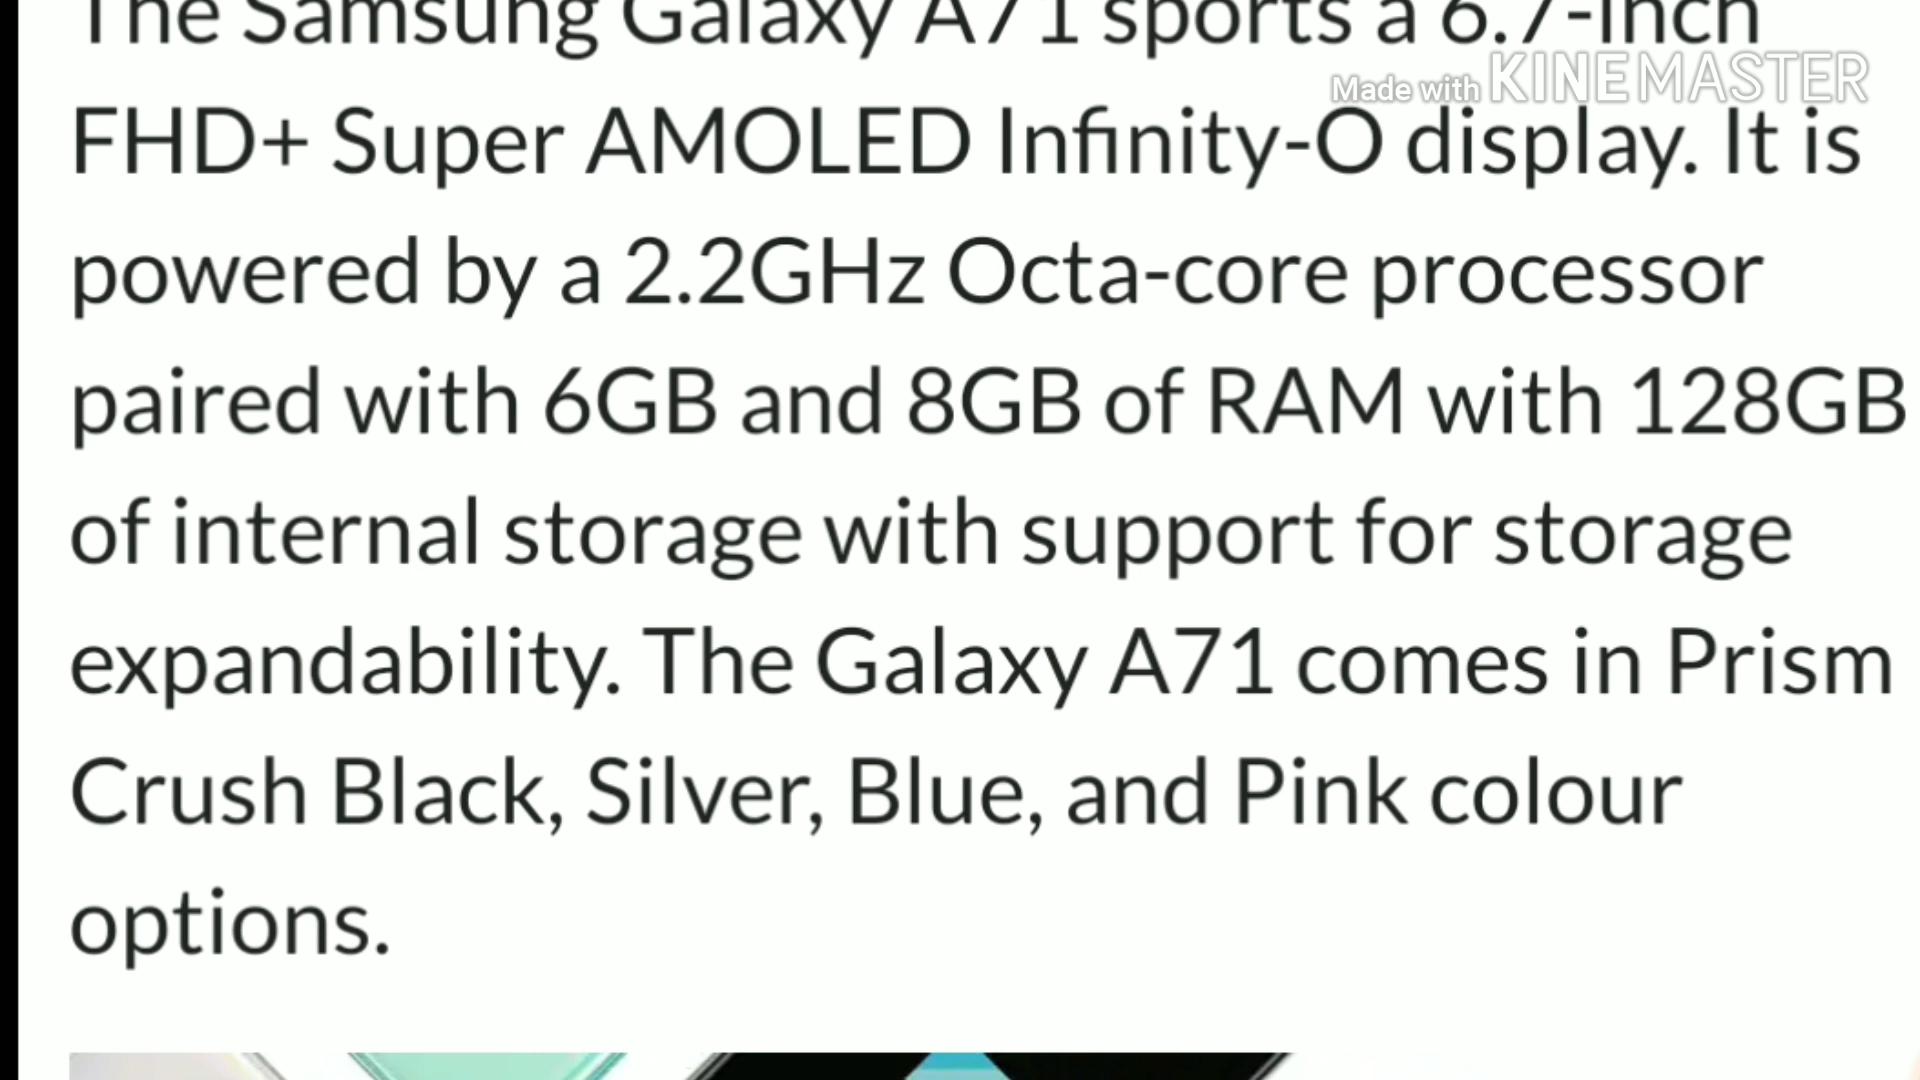 The Samsung Galaxy A71 sports a 6.7-inch
Made with KINEMASTER
FHD+ Super AMOLED Infinity-O display. It is
powered by a 2.2GHz Octa-core processor
paired with 6GB and 8GB of RAM with 128GB
of internal storage with support for storage
expandability. The Galaxy A71 comes in Prism
Crush Black, Silver, Blue, and Pink colour
options.